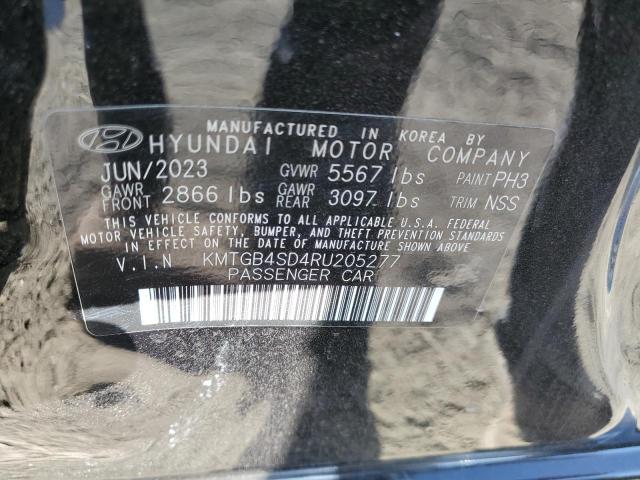 MANUFACTURED IN KOREA BY
HYUNDAI MOTOR COMPANY
JUN/2023 GVWR 5567 lbs PAINT PH3
GAWR FRONT 2866 lbs GAWR REAR 3097 lbs TRIM NSS
THIS VEHICLE CONFORMS TO ALL APPLICABLE U.S.A. FEDERAL
MOTOR VEHICLE SAFETY, BUMPER, AND THEFT PREVENTION STANDARDS
IN EFFECT ON THE DATE OF MANUFACTURE SHOWN ABOVE.
V.I.N KMTGB4SD4RU205277
PASSENGER CAR